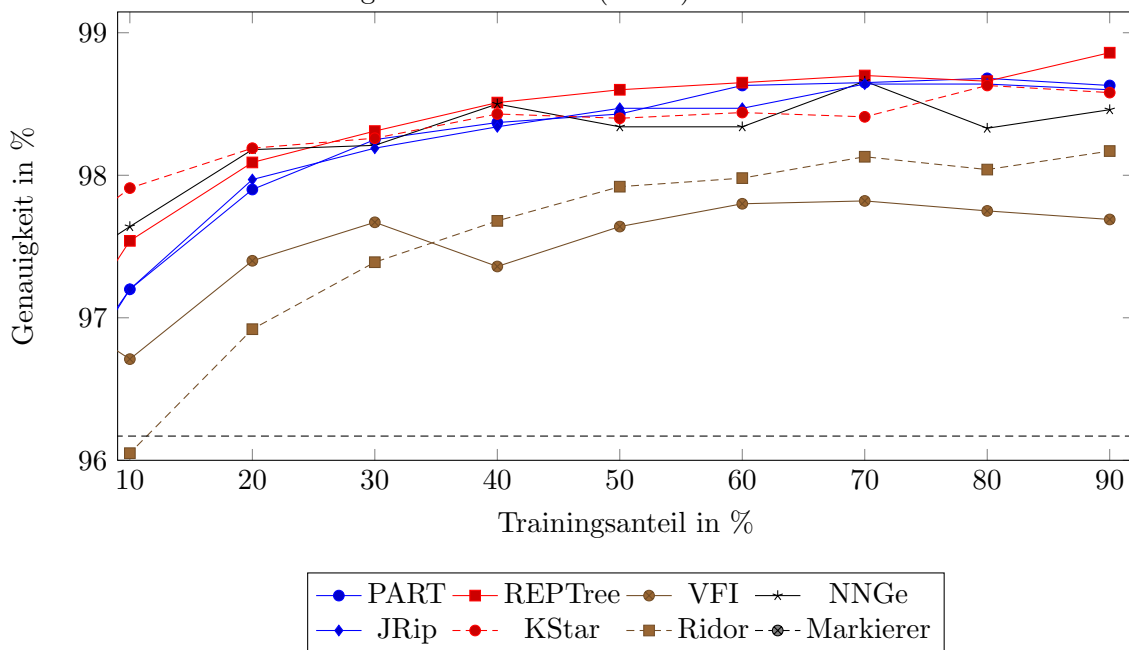 99
98
97
96
Genauigkeit in %
10 20 30 40 50 60 70 80 90
Trainingsanteil in %
PART REPTree VFI NNGe
JRip KStar Ridor Markierer